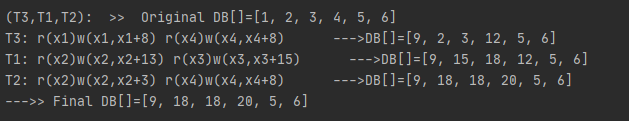 (T3,T1,T2):  >>  Original DB[]=[1, 2, 3, 4, 5, 6]
T3: r(x1)w(x1,x1+8) r(x4)w(x4,x4+8)      --->DB[]=[9, 2, 3, 12, 5, 6]
T1: r(x2)w(x2,x2+13) r(x3)w(x3,x3+15)      --->DB[]=[9, 15, 18, 12, 5, 6]
T2: r(x2)w(x2,x2+3) r(x4)w(x4,x4+8)      --->DB[]=[9, 18, 18, 20, 5, 6]
--->> Final DB[]=[9, 18, 18, 20, 5, 6]